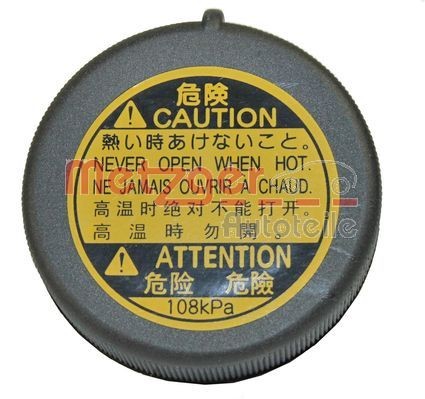 危険
CAUTION
熱い時あけないこと。
NEVER OPEN WHEN HOT.
NE JAMAIS OUVRIR À CHAUD.
高温时绝对不能打开。
高温時勿開
ATTENTION
危险 危險
108kPa
metzger
Autoteile